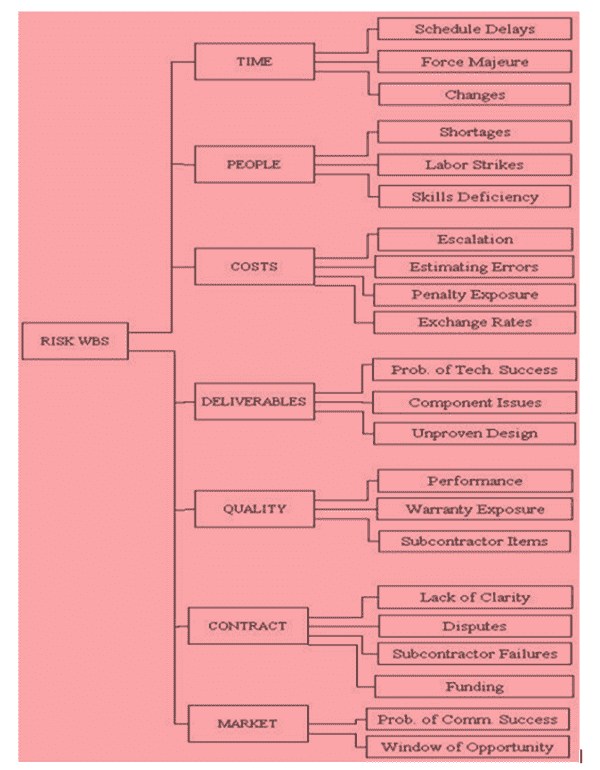 RISK WBS
TIME
Schedule Delays
Force Majeure
Changes
PEOPLE
Shortages
Labor Strikes
Skills Deficiency
COSTS
Escalation
Estimating Errors
Penalty Exposure
Exchange Rates
DELIVERABLES
Prob. of Tech. Success
Component Issues
Unproven Design
QUALITY
Performance
Warranty Exposure
Subcontractor Items
CONTRACT
Lack of Clarity
Disputes
Subcontractor Failures
Funding
MARKET
Prob. of Comm. Success
Window of Opportunity